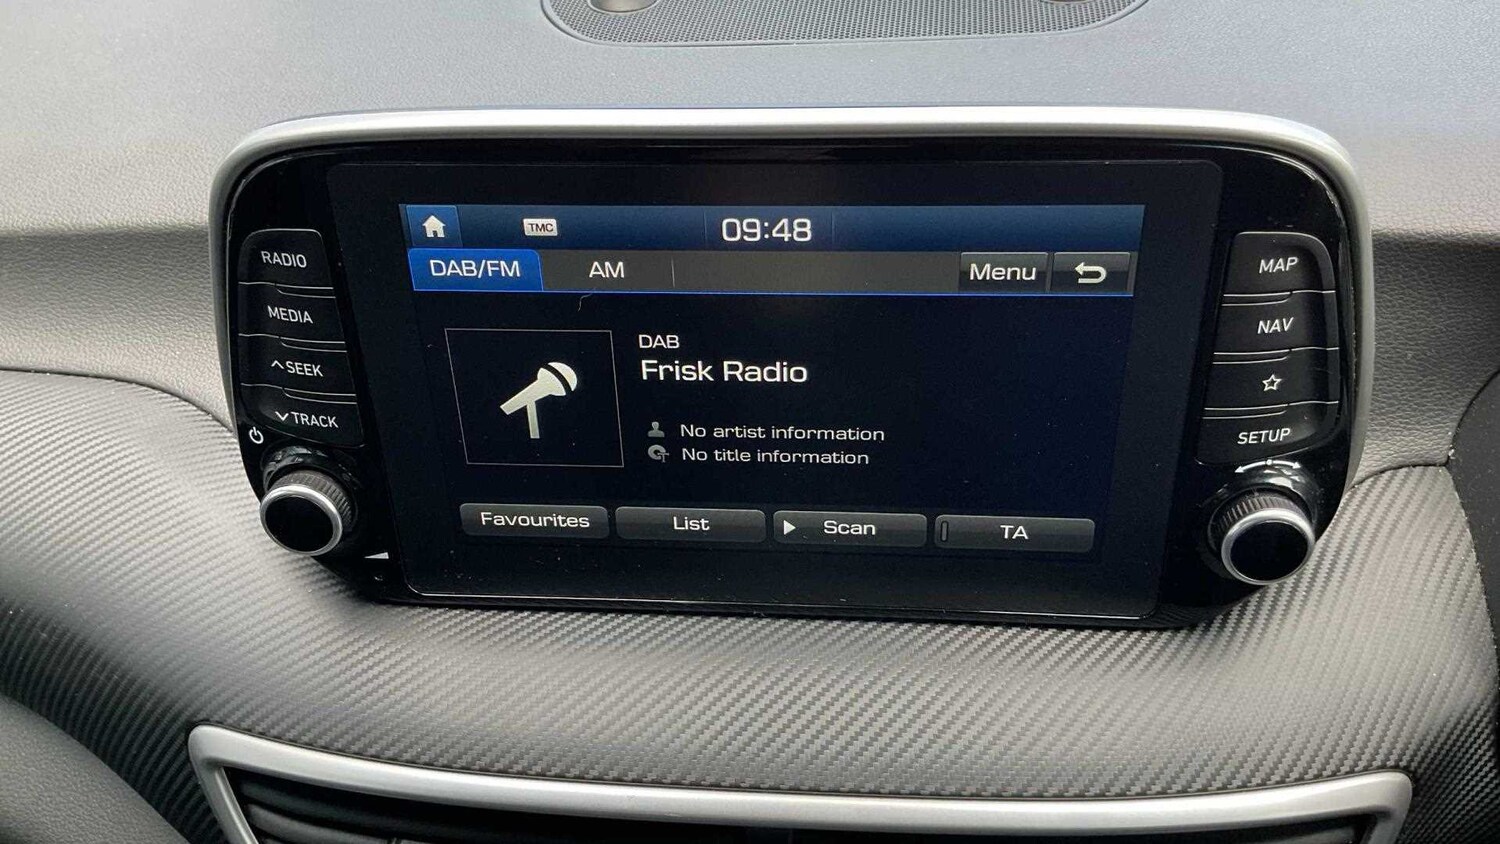 TMC
09:48
DAB/FM
AM
Menu
RADIO
MEDIA
SEEK
TRACK
DAB
Frisk Radio
No artist information
No title information
Favourites
List
Scan
TA
MAP
NAV
SETUP